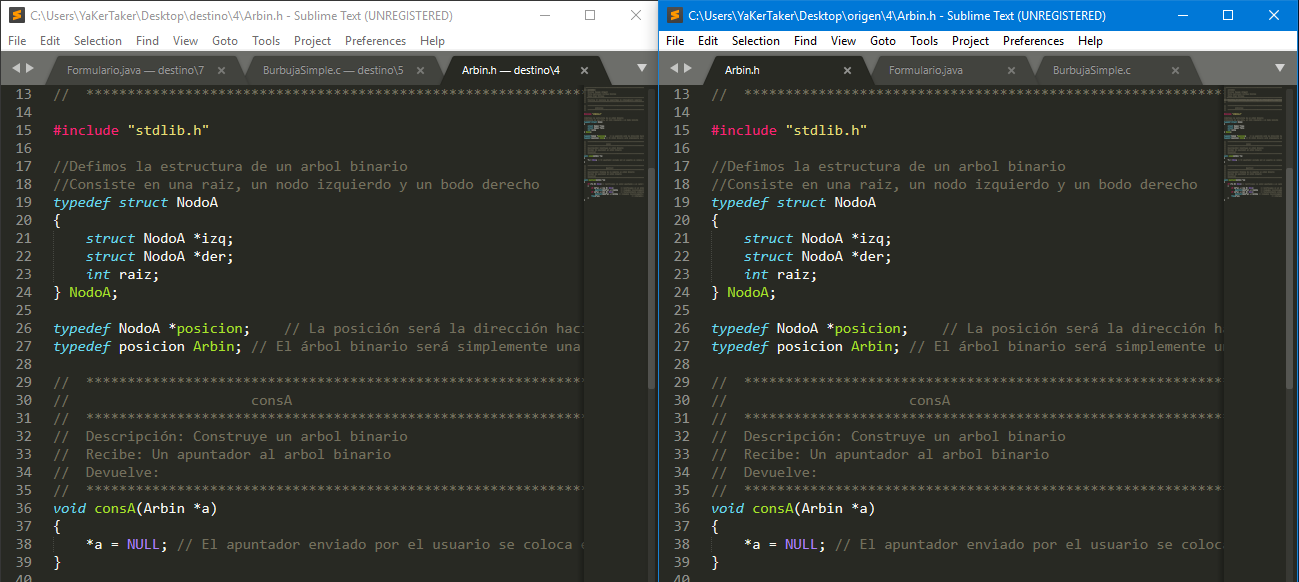 C:\Users\YaKerTaker\Desktop\destino\4\Arbin.h - Sublime Text (UNREGISTERED)
File Edit Selection Find View Goto Tools Project Preferences Help
Formulario.java — destino\7 BurbujaSimple.c — destino\5 Arbin.h — destino\4
13 // *************************************************************
14
15 #include "stdlib.h"
16
17 //Defimos la estructura de un arbol binario
18 //Consiste en una raiz, un nodo izquierdo y un bodo derecho
19 typedef struct NodoA
20 {
21 struct NodoA *izq;
22 struct NodoA *der;
23 int raiz;
24 } NodoA;
25
26 typedef NodoA *posicion; // La posición será la dirección haci
27 typedef posicion Arbin; // El árbol binario será simplemente una
28
29 // *************************************************************
30 // consA
31 // *************************************************************
32 // Descripción: Construye un arbol binario
33 // Recibe: Un apuntador al arbol binario
34 // Devuelve:
35 // *************************************************************
36 void consA(Arbin *a)
37 {
38 *a = NULL; // El apuntador enviado por el usuario se coloca
39 }
40
C:\Users\YaKerTaker\Desktop\origen\4\Arbin.h - Sublime Text (UNREGISTERED)
File Edit Selection Find View Goto Tools Project Preferences Help
Arbin.h Formulario.java BurbujaSimple.c
13 // **********************************************************
14
15 #include "stdlib.h"
16
17 //Defimos la estructura de un arbol binario
18 //Consiste en una raiz, un nodo izquierdo y un bodo derecho
19 typedef struct NodoA
20 {
21 struct NodoA *izq;
22 struct NodoA *der;
23 int raiz;
24 } NodoA;
25
26 typedef NodoA *posicion; // La posición será la dirección h
27 typedef posicion Arbin; // El árbol binario será simplemente u
28
29 // **********************************************************
30 // consA
31 // **********************************************************
32 // Descripción: Construye un arbol binario
33 // Recibe: Un apuntador al arbol binario
34 // Devuelve:
35 // **********************************************************
36 void consA(Arbin *a)
37 {
38 *a = NULL; // El apuntador enviado por el usuario se coloc
39 }
40